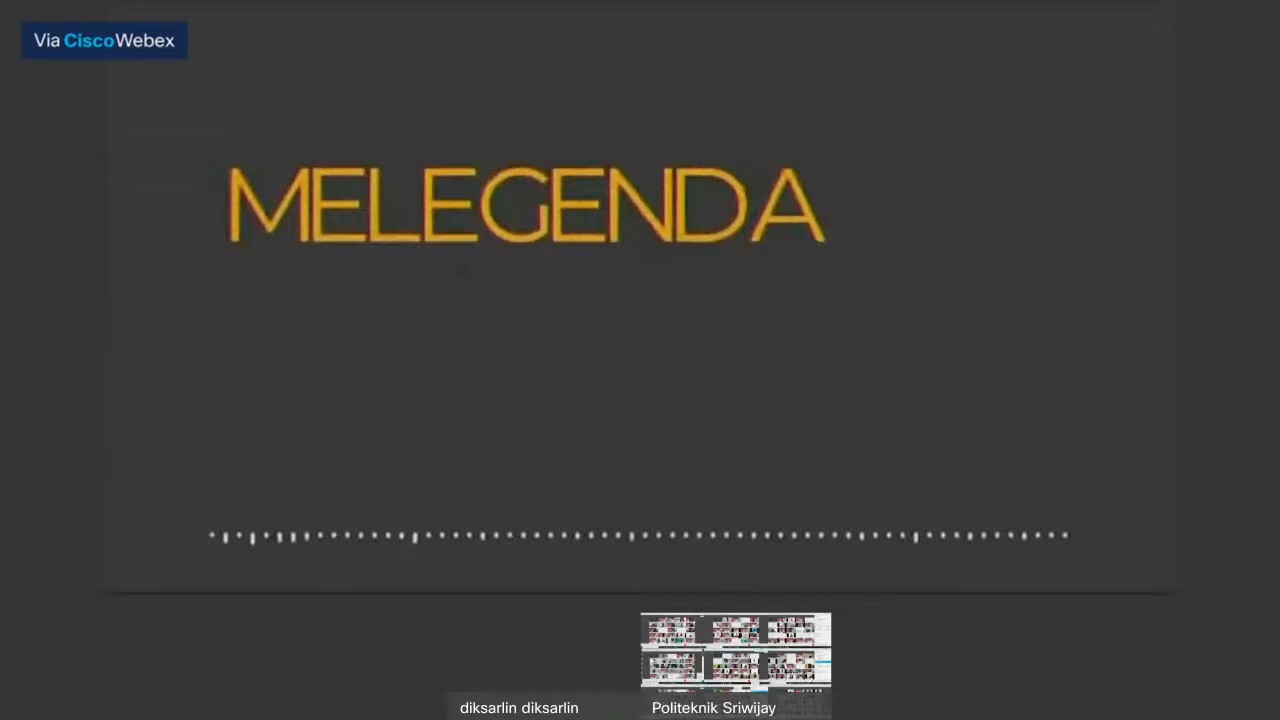 Via CiscoWebex
MELEGENDA
diksarlin diksarlin
Politeknik Sriwijay